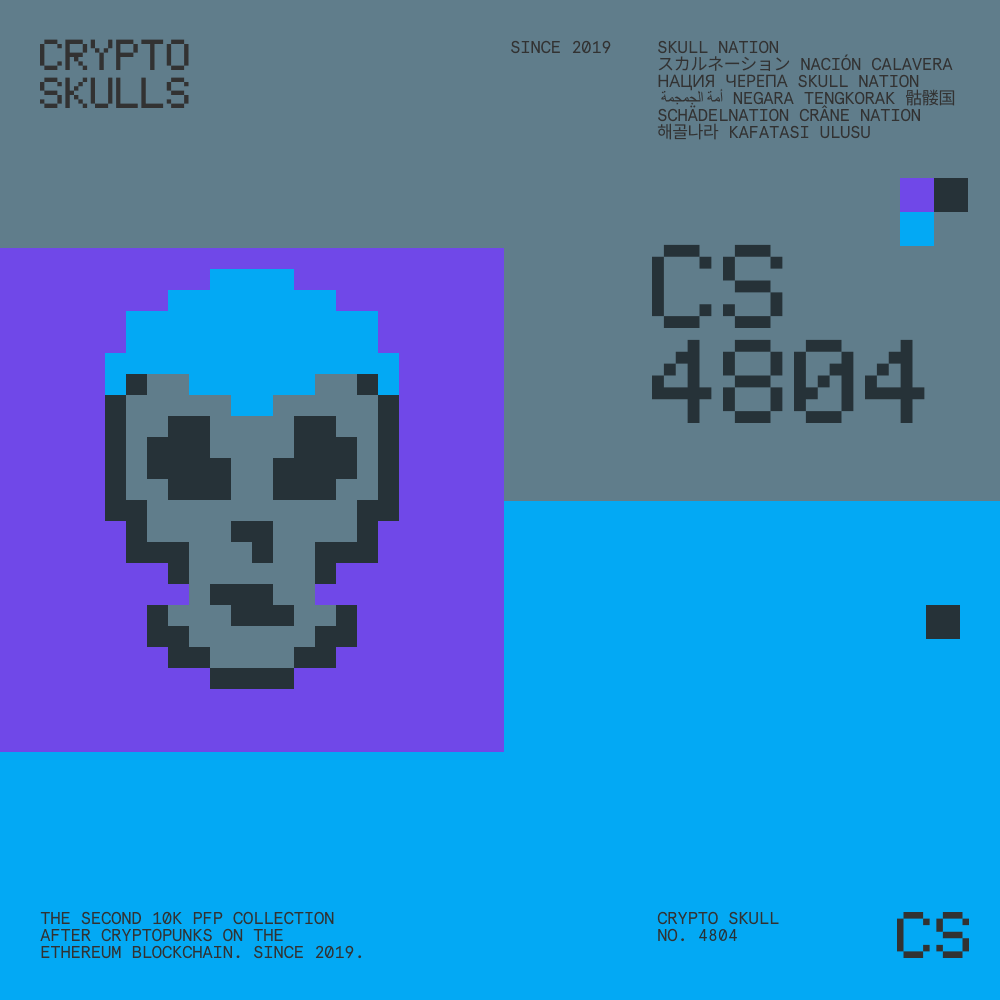 CRYPTO
SKULLS
SINCE 2019
SKULL NATION
スカルネーション NACIÓN CALAVERA
НАЦИЯ ЧЕРЕПА SKULL NATION
أمة الجمجمة NEGARA TENGKORAK 骷髅国
SCHÄDELNATION CRÂNE NATION
해골나라 KAFATASI ULUSU
CS
4804
THE SECOND 10K PFP COLLECTION
AFTER CRYPTOPUNKS ON THE
ETHEREUM BLOCKCHAIN. SINCE 2019.
CRYPTO SKULL
NO. 4804
CS